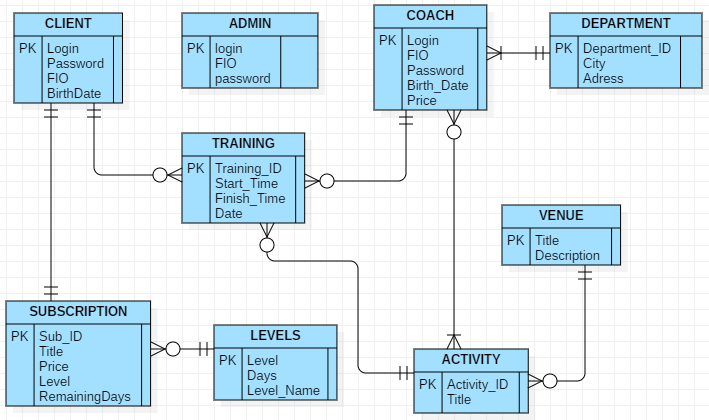 CLIENT
PK Login
Password
FIO
BirthDate
ADMIN
PK login
FIO
password
COACH
PK Login
FIO
Password
Birth_Date
Price
DEPARTMENT
PK Department_ID
City
Adress
TRAINING
PK Training_ID
Start_Time
Finish_Time
Date
VENUE
PK Title
Description
SUBSCRIPTION
PK Sub_ID
Title
Price
Level
RemainingDays
LEVELS
PK Level
Days
Level_Name
ACTIVITY
PK Activity_ID
Title